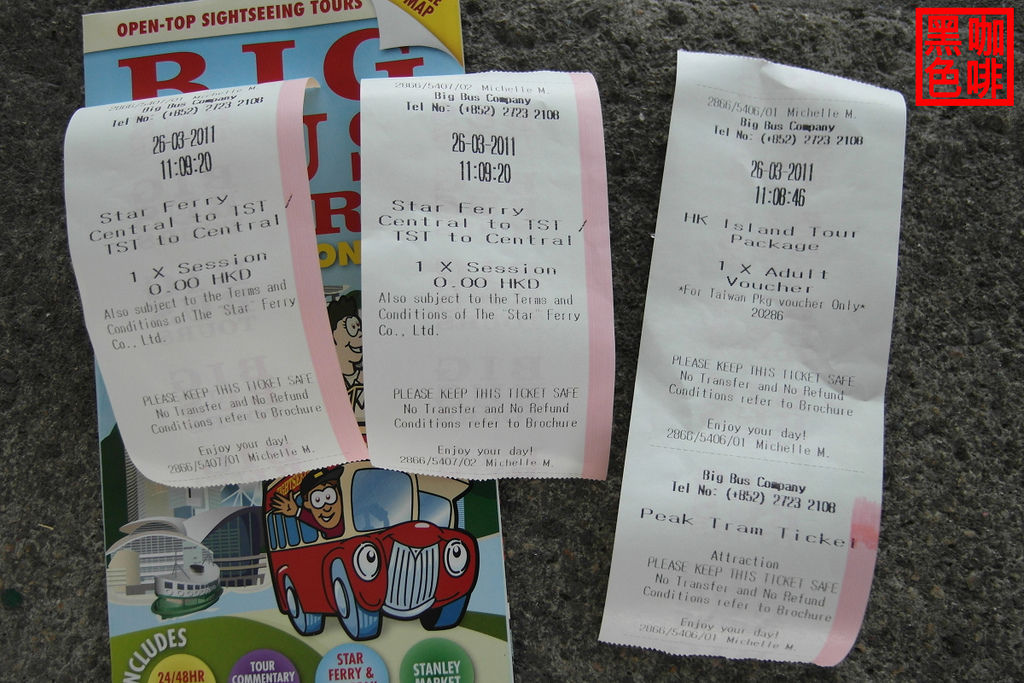 OPEN-TOP SIGHTSEEING TOURS
MAP
BIG
ON
INCLUDES
24/48HR
TOUR
COMMENTARY
STAR
FERRY &
STANLEY
MARKET
2866/5407/01 Michelle M.
Big Bus Company
Tel No: (+852) 2723 2108
26-03-2011
11:09:20
Star Ferry
Central to TST /
TST to Central
1 X Session
0.00 HKD
Also subject to the Terms and
Conditions of The "Star" Ferry
Co., Ltd.
PLEASE KEEP THIS TICKET SAFE
No Transfer and No Refund
Conditions refer to Brochure
Enjoy your day!
2866/5407/01 Michelle M.
2866/5407/02 Michelle M.
Big Bus Company
Tel No: (+852) 2723 2108
26-03-2011
11:09:20
Star Ferry
Central to TST /
TST to Central
1 X Session
0.00 HKD
Also subject to the Terms and
Conditions of The "Star" Ferry
Co., Ltd.
PLEASE KEEP THIS TICKET SAFE
No Transfer and No Refund
Conditions refer to Brochure
Enjoy your day!
2866/5407/02 Michelle M.
2866/5406/01 Michelle M.
Big Bus Company
Tel No: (+852) 2723 2108
26-03-2011
11:08:46
HK Island Tour
Package
1 X Adult
Voucher
*For Taiwan Pkg voucher Only*
20286
PLEASE KEEP THIS TICKET SAFE
No Transfer and No Refund
Conditions refer to Brochure
Enjoy your day!
2866/5406/01 Michelle M.
Big Bus Company
Tel No: (+852) 2723 2108
Peak Tram Ticket
Attraction
PLEASE KEEP THIS TICKET SAFE
No Transfer and No Refund
Conditions refer to Brochure
Enjoy your day!
2866/5406/01 Michelle M.
黑色
咖啡